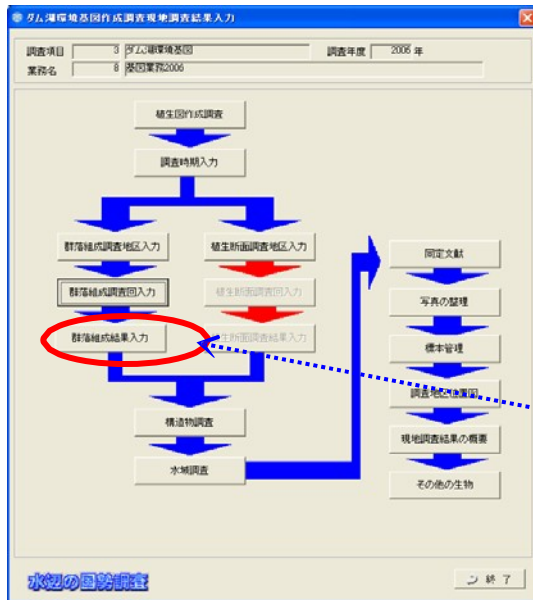 ダム湖環境基図作成調査現地調査結果入力
調査項目 3 ダム湖環境基図 調査年度 2006 年
業務名 8 基図業務2006
植生図作成調査
調査時期入力
群落組成調査地区入力 植生断面調査地区入力
群落組成調査回入力 植生断面調査回入力
群落組成結果入力 植生断面調査結果入力
構造物調査
水域調査
同定文献
写真の整理
標本管理
調査地区位置図
現地調査結果の概要
その他の生物
水辺の国勢調査
終了